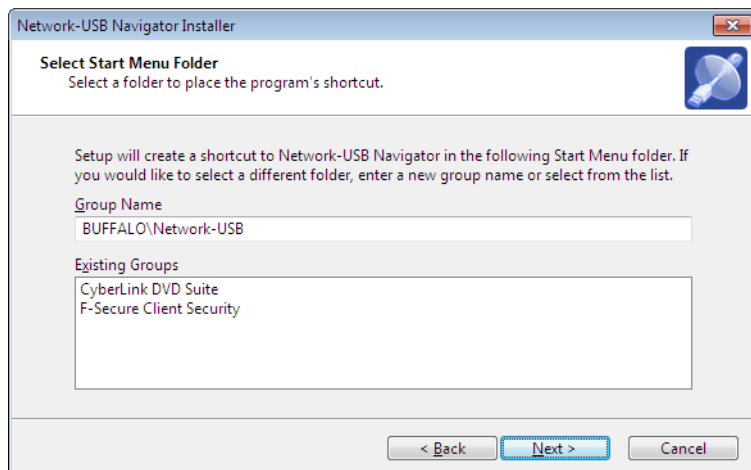 Network-USB Navigator Installer
Select Start Menu Folder
Select a folder to place the program's shortcut.
Setup will create a shortcut to Network-USB Navigator in the following Start Menu folder. If
you would like to select a different folder, enter a new group name or select from the list.
Group Name
BUFFALO\Network-USB
Existing Groups
CyberLink DVD Suite
F-Secure Client Security
< Back Next > Cancel